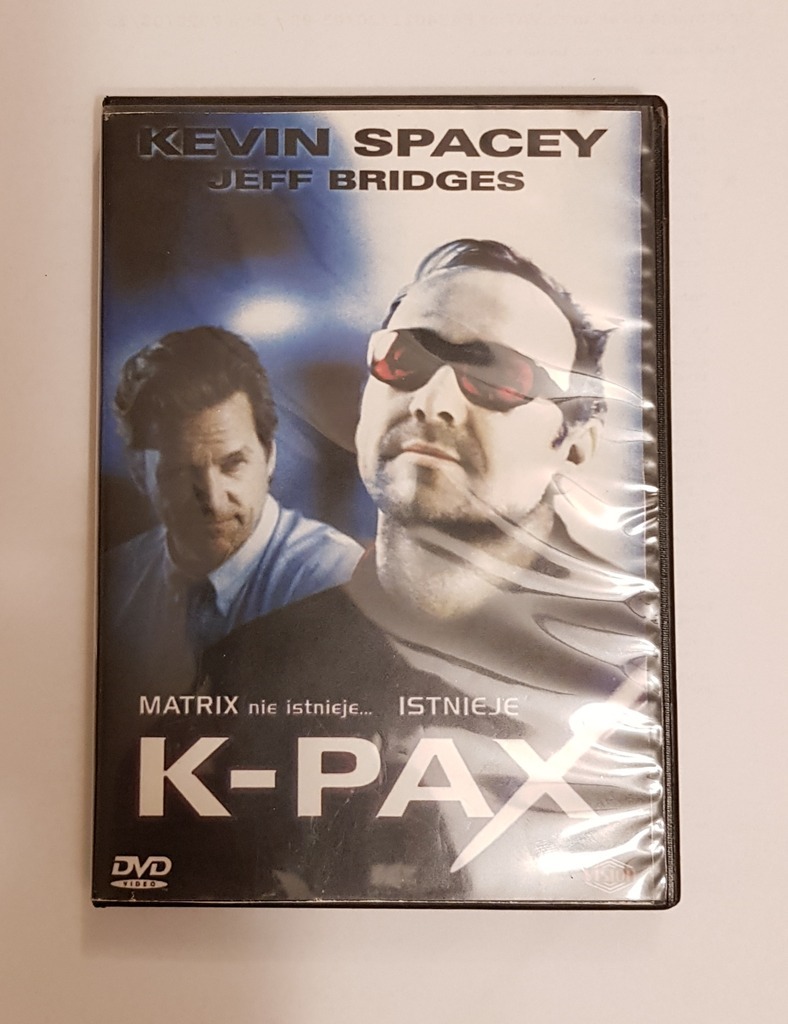 KEVIN SPACEY
JEFF BRIDGES
MATRIX nie istnieje... ISTNIEJE
K-PAX
DVD
VIDEO